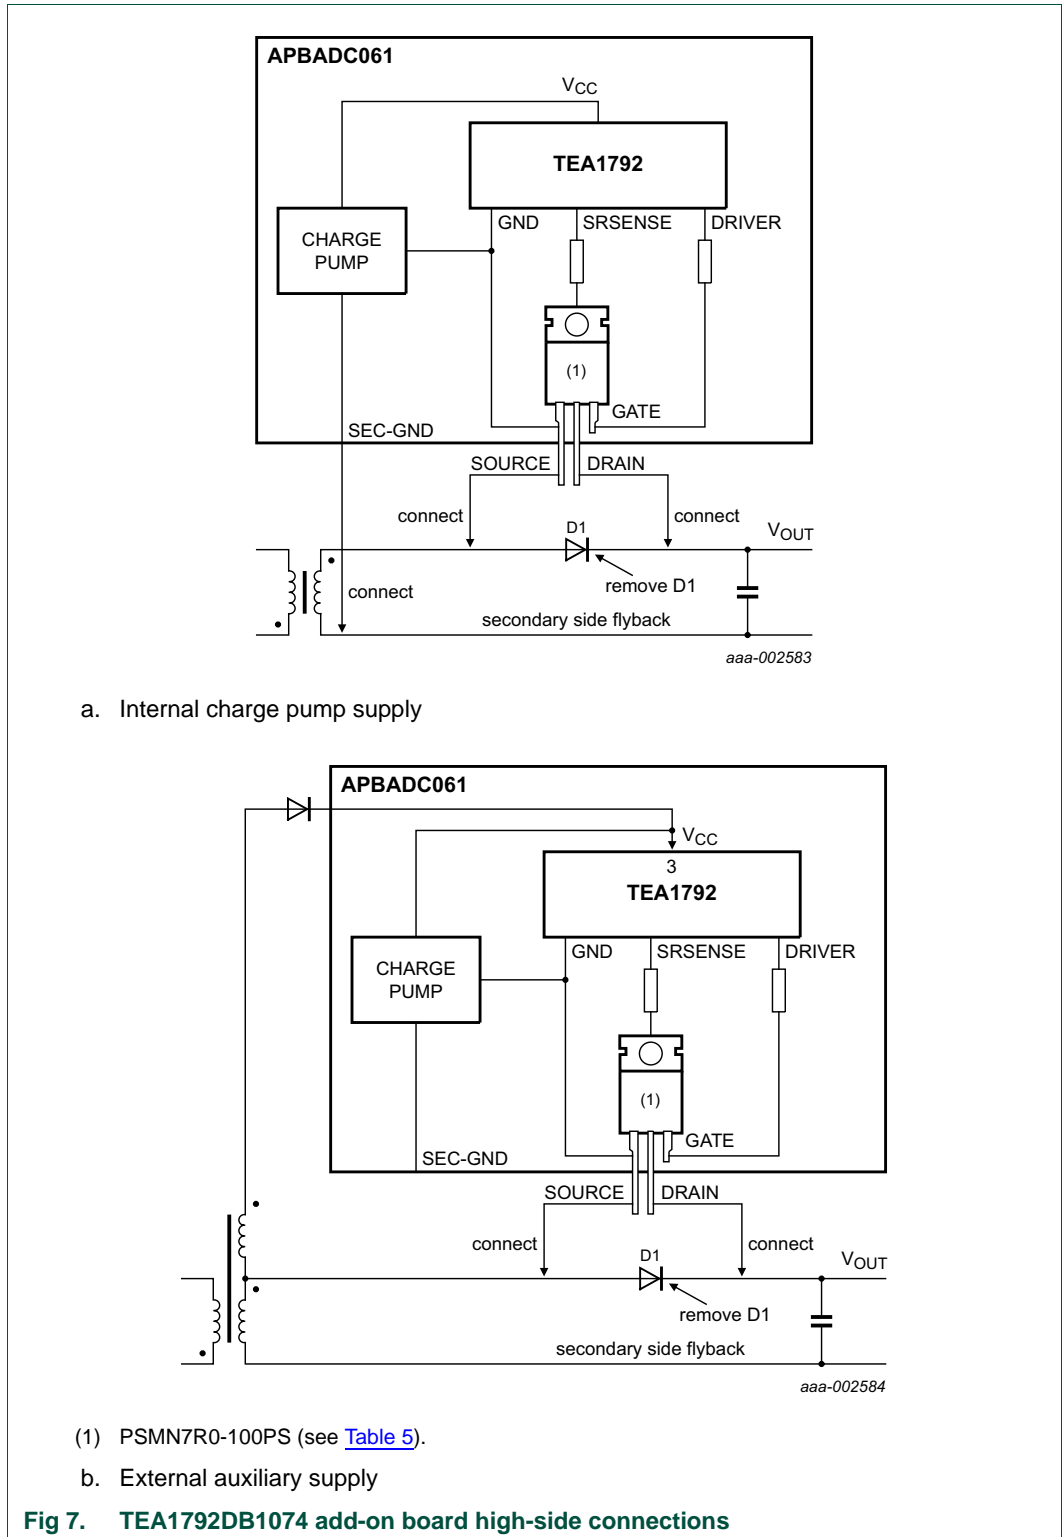 APBADC061
VCC
TEA1792
GND SRSENSE DRIVER
CHARGE
PUMP
(1)
GATE
SEC-GND
SOURCE DRAIN
connect connect
D1
VOUT
remove D1
connect
secondary side flyback
aaa-002583
a. Internal charge pump supply
APBADC061
VCC
3
TEA1792
GND SRSENSE DRIVER
CHARGE
PUMP
(1)
GATE
SEC-GND
SOURCE DRAIN
connect connect
D1
VOUT
remove D1
secondary side flyback
aaa-002584
(1) PSMN7R0-100PS (see Table 5).
b. External auxiliary supply
Fig 7. TEA1792DB1074 add-on board high-side connections